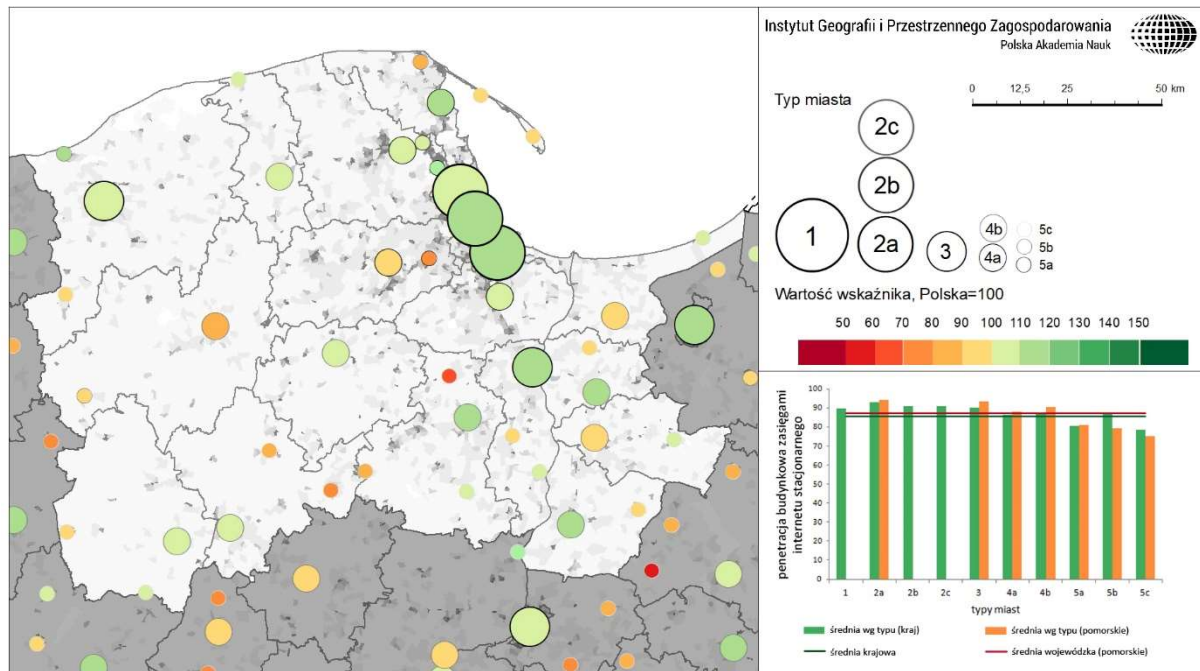 Instytut Geografii i Przestrzennego Zagospodarowania
Polska Akademia Nauk
0 12,5 25 50 km
Typ miasta
2c
2b
1
2a
3
4b
4a
5c
5b
5a
Wartość wskaźnika, Polska=100
50 60 70 80 90 100 110 120 130 140 150
penetracja budynkowa zasięgami
internetu stacjonarnego
100
90
80
70
60
50
40
30
20
10
0
1 2a 2b 2c 3 4a 4b 5a 5b 5c
typy miast
średnia wg typu (kraj)
średnia wg typu (pomorskie)
średnia krajowa
średnia wojewódzka (pomorskie)